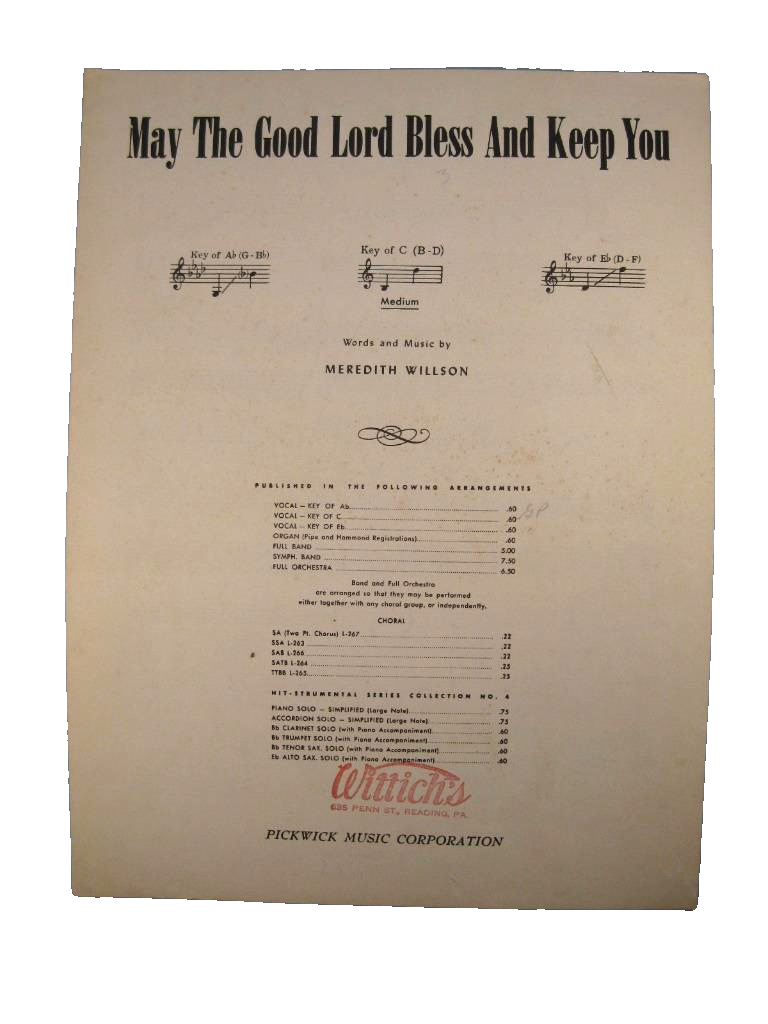 May The Good Lord Bless And Keep You
Key of Ab (G-Bb)
Key of C (B-D)
Key of Eb (D-F)
Medium
Words and Music by
MEREDITH WILLSON
PUBLISHED IN THE FOLLOWING ARRANGEMENTS
VOCAL — KEY OF Ab .60
VOCAL — KEY OF C .60
VOCAL — KEY OF Eb .60
ORGAN (Pipe and Hammond Registrations) .60
FULL BAND 5.00
SYMPH. BAND 7.50
FULL ORCHESTRA 6.50
Band and Full Orchestra
are arranged so that they may be performed
either together with any choral group, or independently.
CHORAL
SA (Two Pt. Chorus) L-267 .22
SSA L-263 .22
SAB L-266 .22
SATB L-264 .25
TTBB L-265 .25
HIT-STRUMENTAL SERIES COLLECTION NO. 4
PIANO SOLO — SIMPLIFIED (Large Note) .75
ACCORDION SOLO — SIMPLIFIED (Large Note) .75
Bb CLARINET SOLO (with Piano Accompaniment) .60
Bb TRUMPET SOLO (with Piano Accompaniment) .60
Bb TENOR SAX. SOLO (with Piano Accompaniment) .60
Eb ALTO SAX. SOLO (with Piano Accompaniment) .60
Wittich's
635 PENN ST., READING, PA.
PICKWICK MUSIC CORPORATION